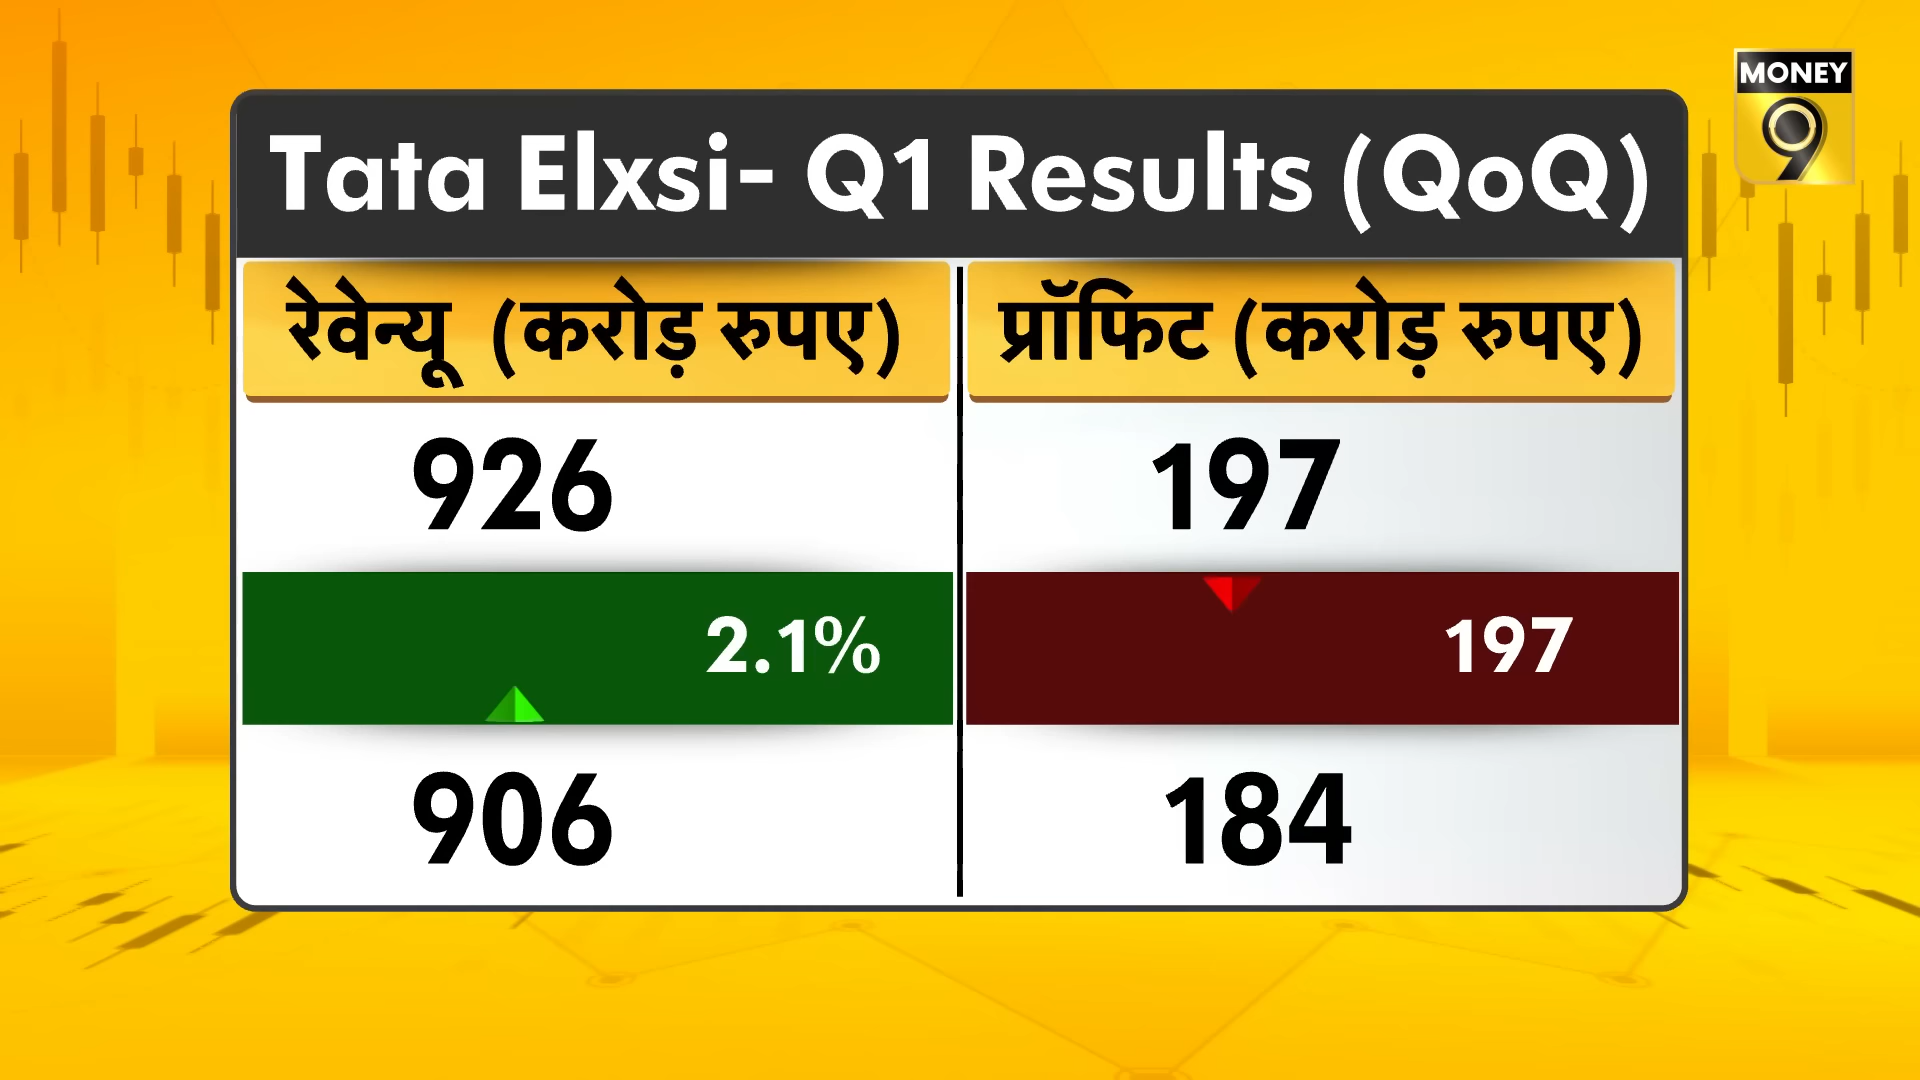 MONEY
9
Tata Elxsi- Q1 Results (QoQ)
रेवेन्यू (करोड़ रुपए)
प्रॉफिट (करोड़ रुपए)
926
197
2.1%
197
906
184